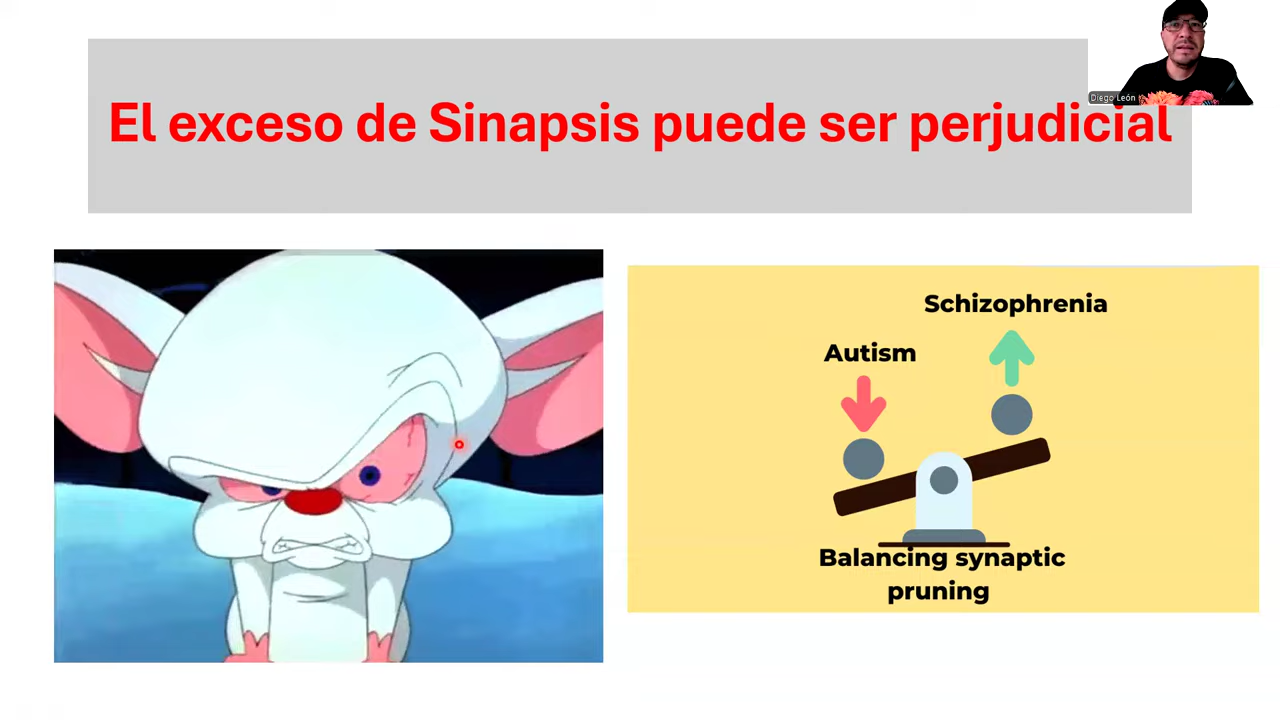 El exceso de Sinapsis puede ser perjudicial
Diego León
Schizophrenia
Autism
Balancing synaptic
pruning